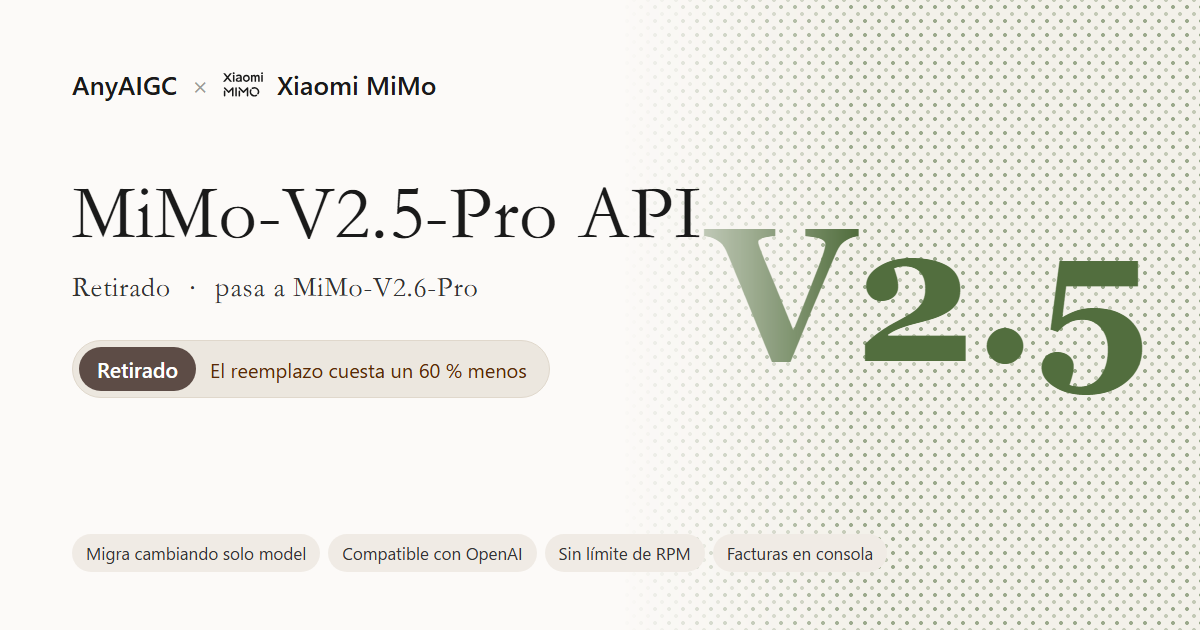 AnyAIGC × Xiaomi MIMO Xiaomi MiMo
MiMo-V2.5-Pro API
V2.5
Retirado · pasa a MiMo-V2.6-Pro
Retirado El reemplazo cuesta un 60 % menos
Migra cambiando solo model Compatible con OpenAI Sin límite de RPM Facturas en consola